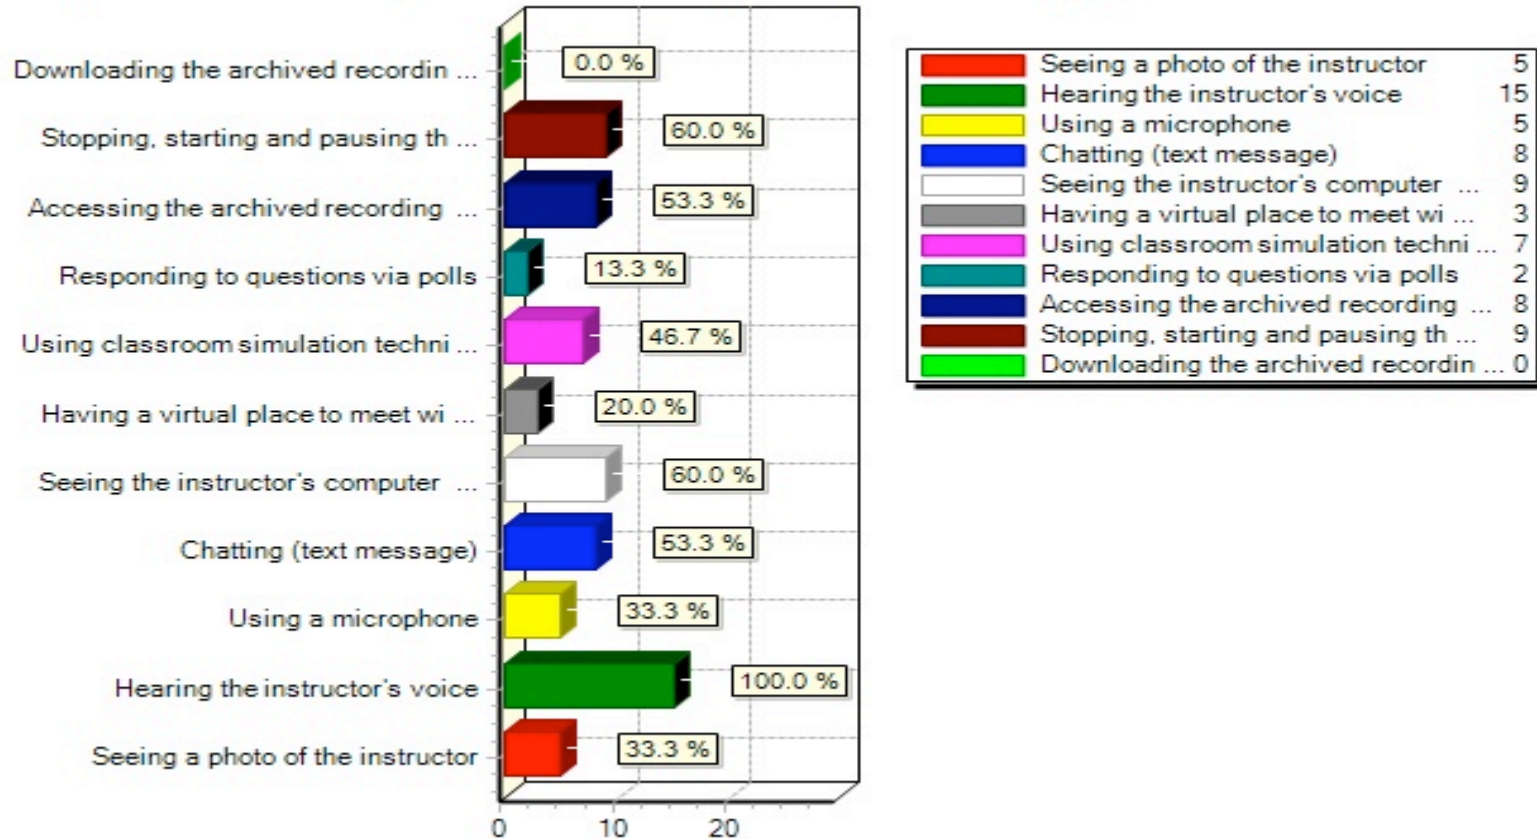 Downloading the archived recordin ...
0.0 %
Stopping, starting and pausing th ...
60.0 %
Accessing the archived recording ...
53.3 %
Responding to questions via polls
13.3 %
Using classroom simulation techni ...
46.7 %
Having a virtual place to meet wi ...
20.0 %
Seeing the instructor's computer ...
60.0 %
Chatting (text message)
53.3 %
Using a microphone
33.3 %
Hearing the instructor's voice
100.0 %
Seeing a photo of the instructor
33.3 %
0 10 20
Seeing a photo of the instructor 5
Hearing the instructor's voice 15
Using a microphone 5
Chatting (text message) 8
Seeing the instructor's computer ... 9
Having a virtual place to meet wi ... 3
Using classroom simulation techni ... 7
Responding to questions via polls 2
Accessing the archived recording ... 8
Stopping, starting and pausing th ... 9
Downloading the archived recordin ... 0